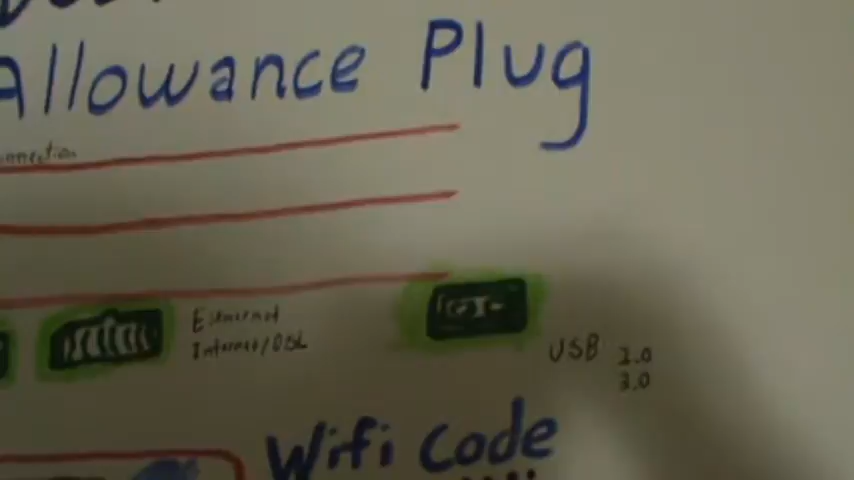 Allowance Plug
Ethernet
Internet/DSL
USB 2.0
3.0
Wifi Code